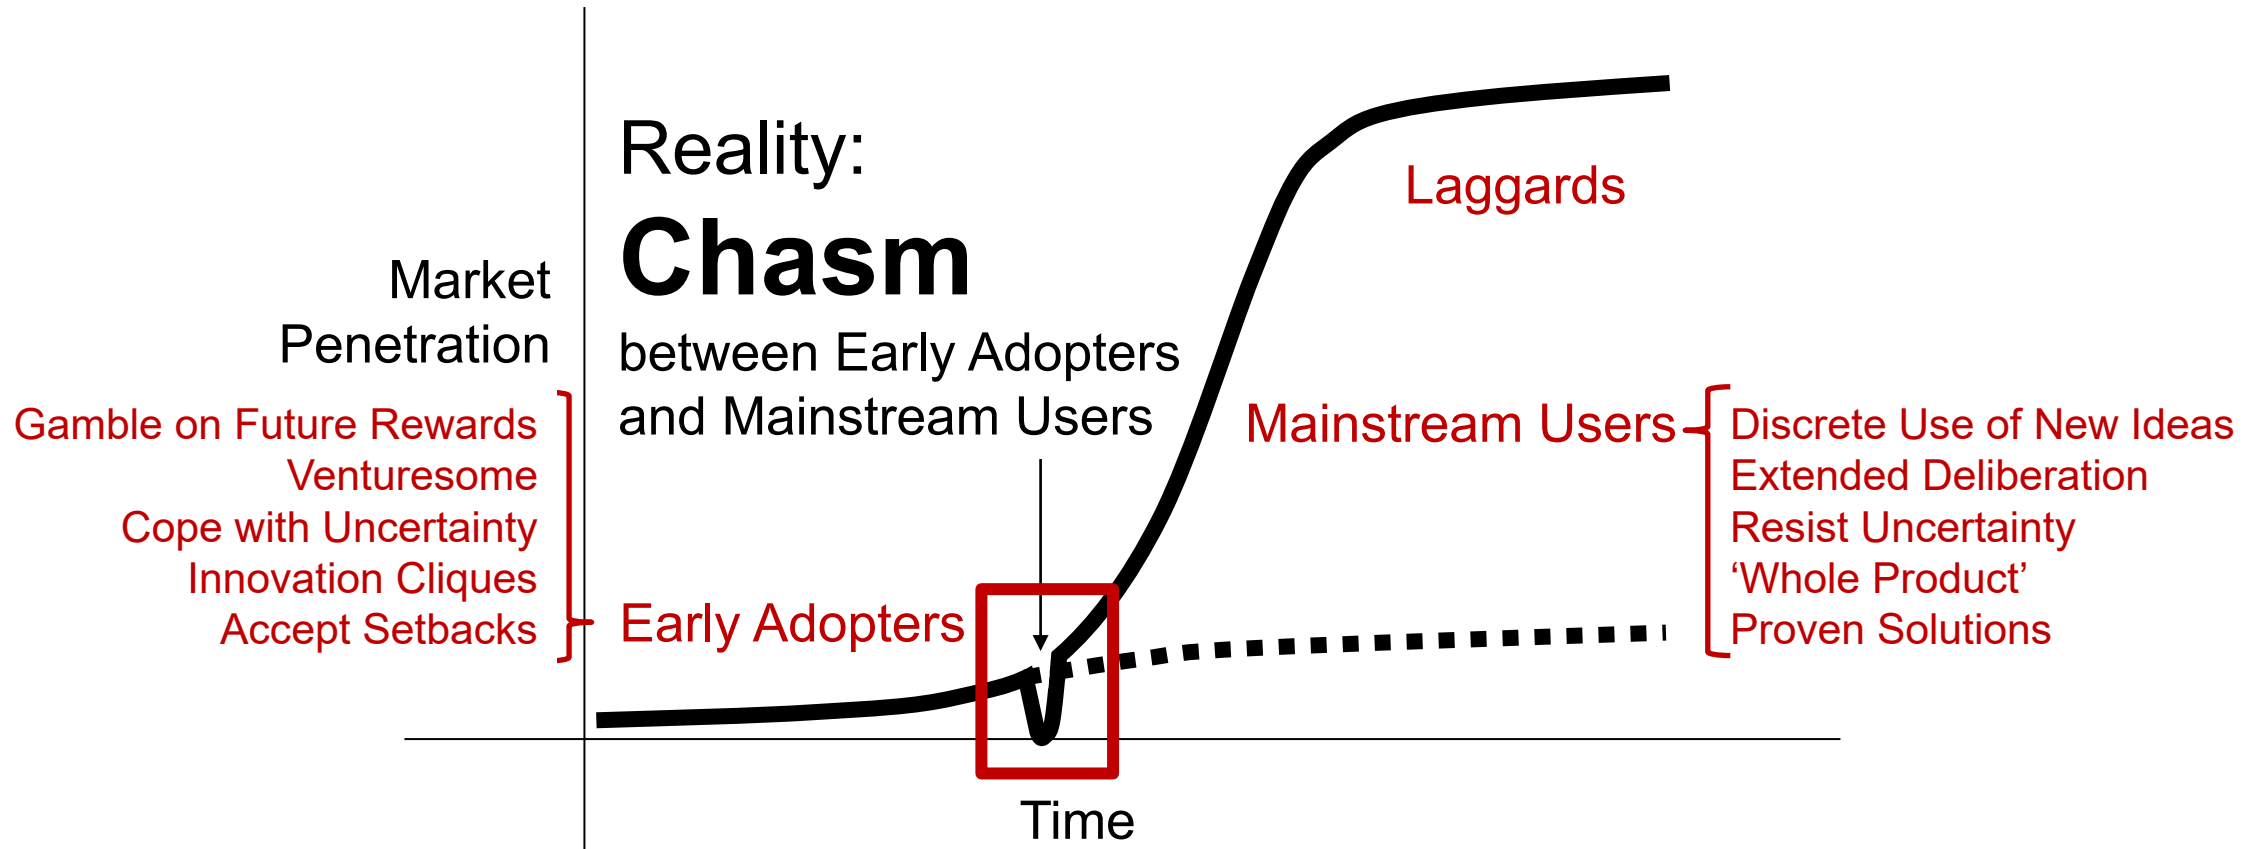 Reality:
Chasm
between Early Adopters
and Mainstream Users
Market
Penetration
Gamble on Future Rewards
Venturesome
Cope with Uncertainty
Innovation Cliques
Accept Setbacks
Early Adopters
Laggards
Mainstream Users
Discrete Use of New Ideas
Extended Deliberation
Resist Uncertainty
‘Whole Product’
Proven Solutions
Time